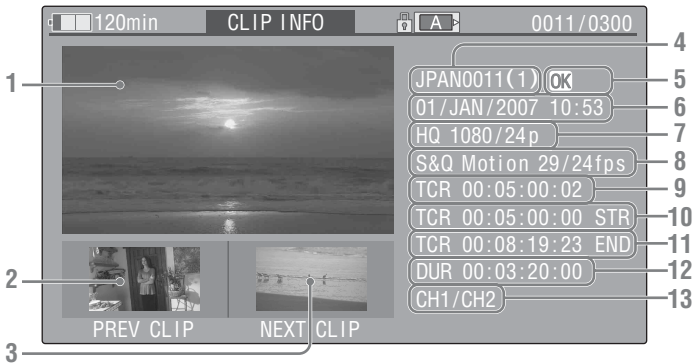 120min CLIP INFO A 0011/0300
1
2
3
PREV CLIP NEXT CLIP
JPAN0011(1) OK
01/JAN/2007 10:53
HQ 1080/24p
S&Q Motion 29/24fps
TCR 00:05:00:02
TCR 00:05:00:00 STR
TCR 00:08:19:23 END
DUR 00:03:20:00
CH1/CH2
4
5
6
7
8
9
10
11
12
13